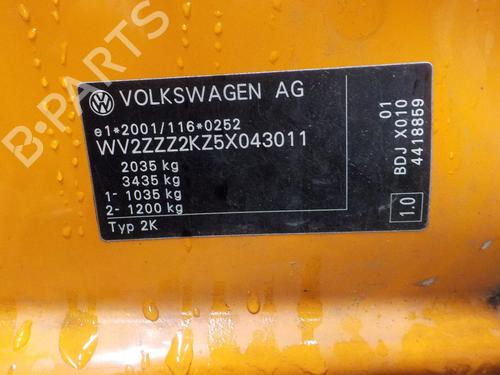 B-PARTS
VOLKSWAGEN AG
e1*2001/116*0252
WV2ZZZ2KZ5X043011
2035 kg
3435 kg
1- 1035 kg
2- 1200 kg
Typ 2K
01
BDJ X010
4418859
1.0